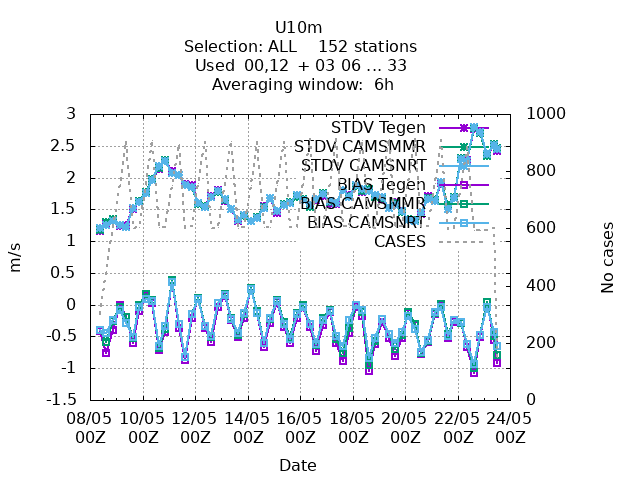 U10m
Selection: ALL 152 stations
Used 00,12 + 03 06 ... 33
Averaging window: 6h
3
2.5
2
1.5
1
0.5
0
-0.5
-1
-1.5
m/s
1000
800
600
400
200
0
No cases
STDV Tegen
STDV CAMSMMR
STDV CAMSNRT
BIAS Tegen
BIAS CAMSMMR
BIAS CAMSNRT
CASES
08/05 10/05 12/05 14/05 16/05 18/05 20/05 22/05 24/05
00Z 00Z 00Z 00Z 00Z 00Z 00Z 00Z 00Z
Date